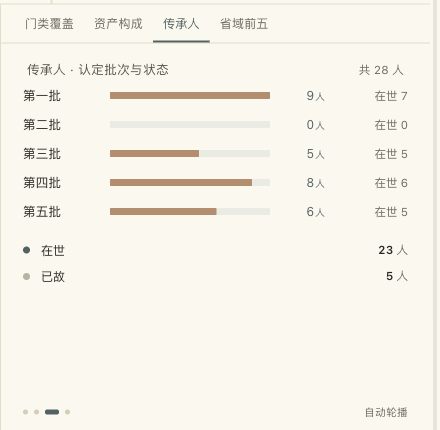 门类覆盖 资产构成 传承人 省域前五
传承人 · 认定批次与状态 共 28 人
第一批 9人 在世 7
第二批 0人 在世 0
第三批 5人 在世 5
第四批 8人 在世 6
第五批 6人 在世 5
在世 23 人
已故 5 人
自动轮播